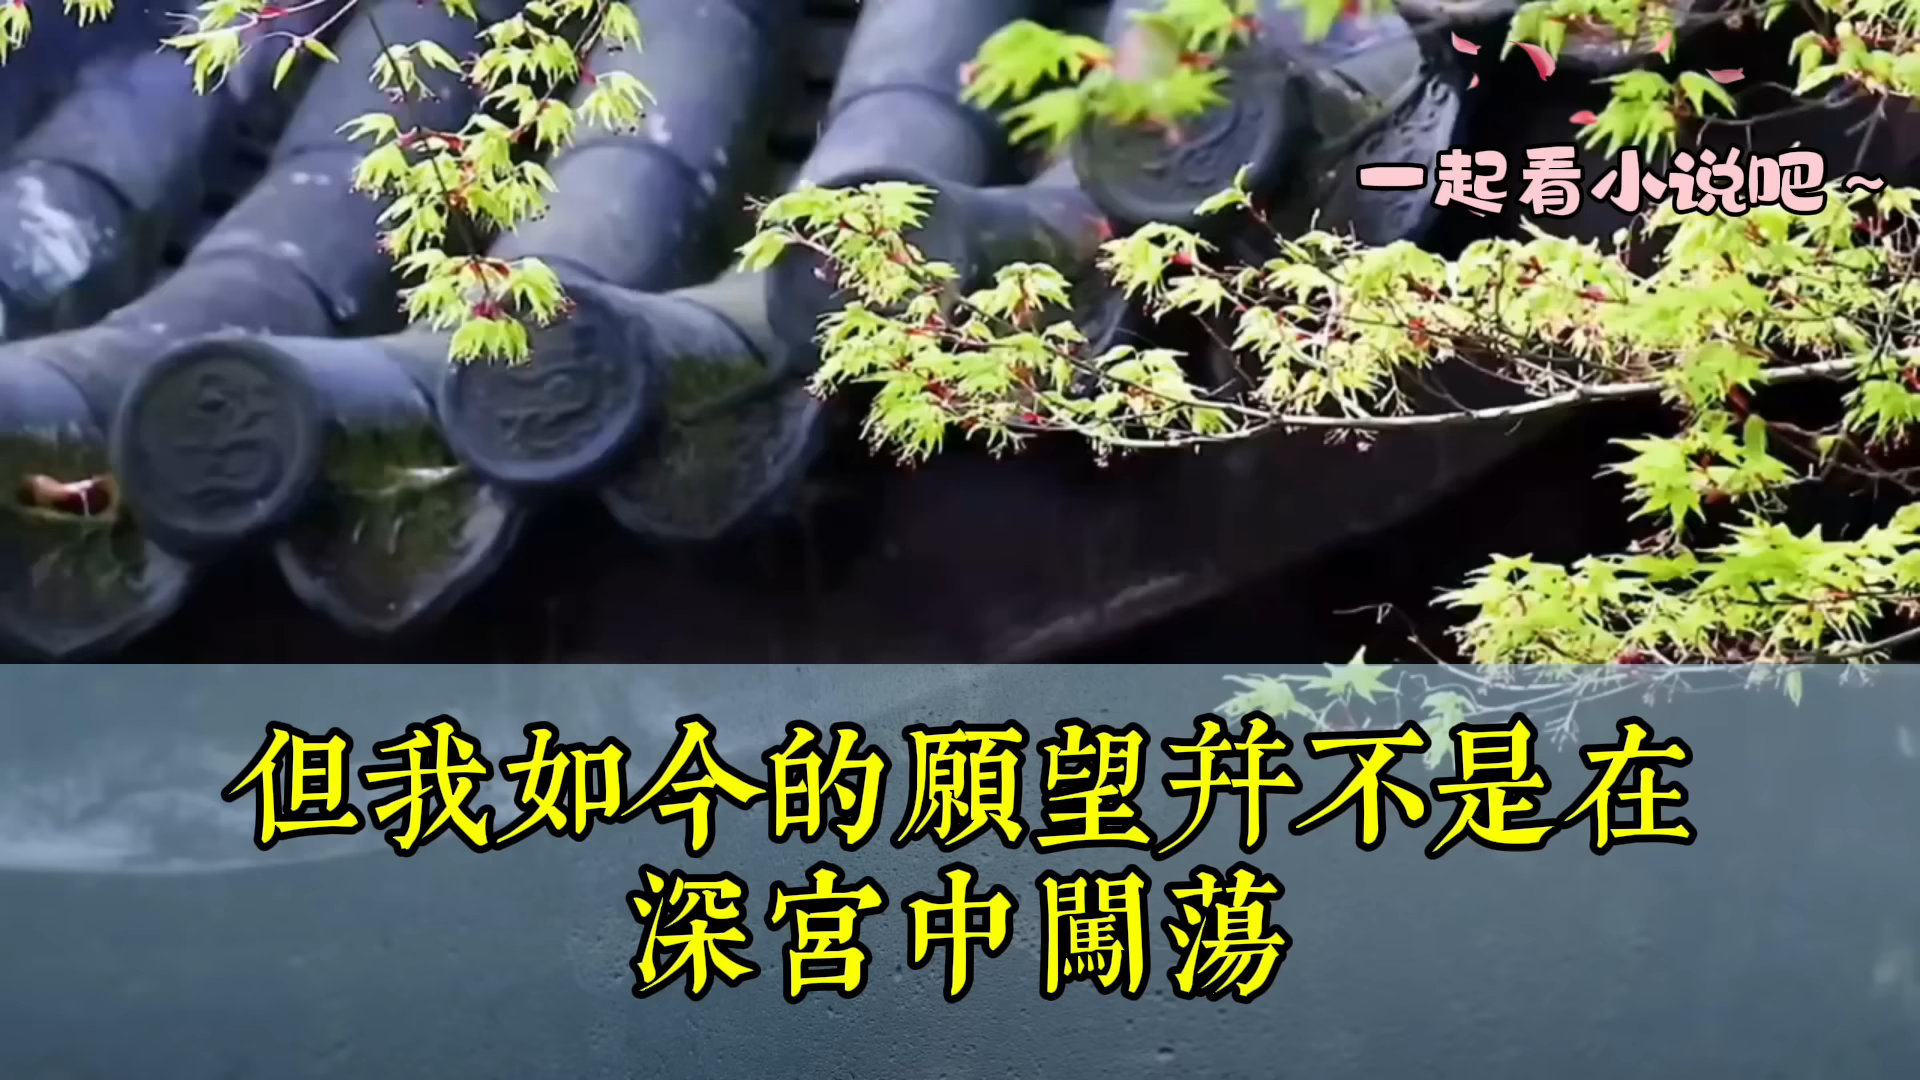 一起看小说吧～
但我如今的願望并不是在
深宮中闖蕩